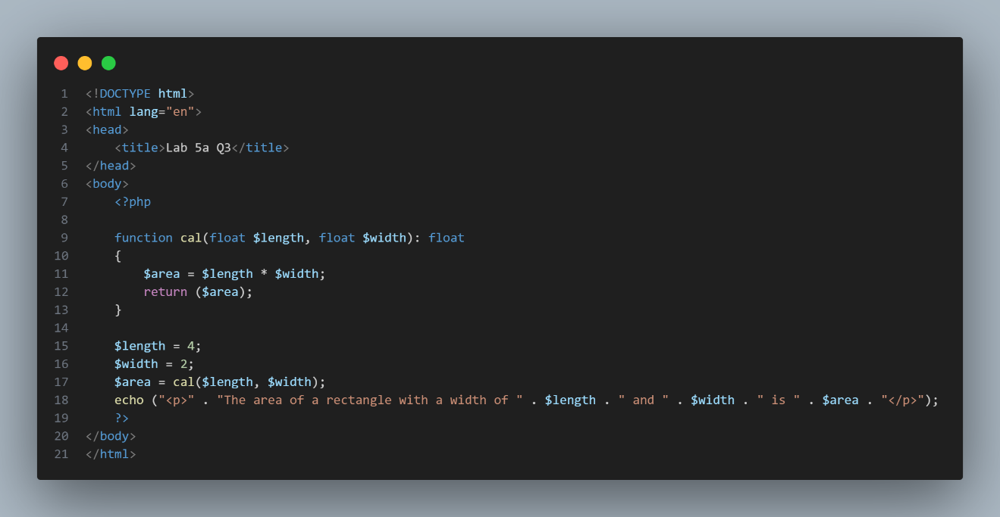 1 <!DOCTYPE html>
2 <html lang="en">
3 <head>
4     <title>Lab 5a Q3</title>
5 </head>
6 <body>
7     <?php
8
9     function cal(float $length, float $width): float
10     {
11         $area = $length * $width;
12         return ($area);
13     }
14
15     $length = 4;
16     $width = 2;
17     $area = cal($length, $width);
18     echo ("<p>" . "The area of a rectangle with a width of " . $length . " and " . $width . " is " . $area . "</p>");
19     ?>
20 </body>
21 </html>